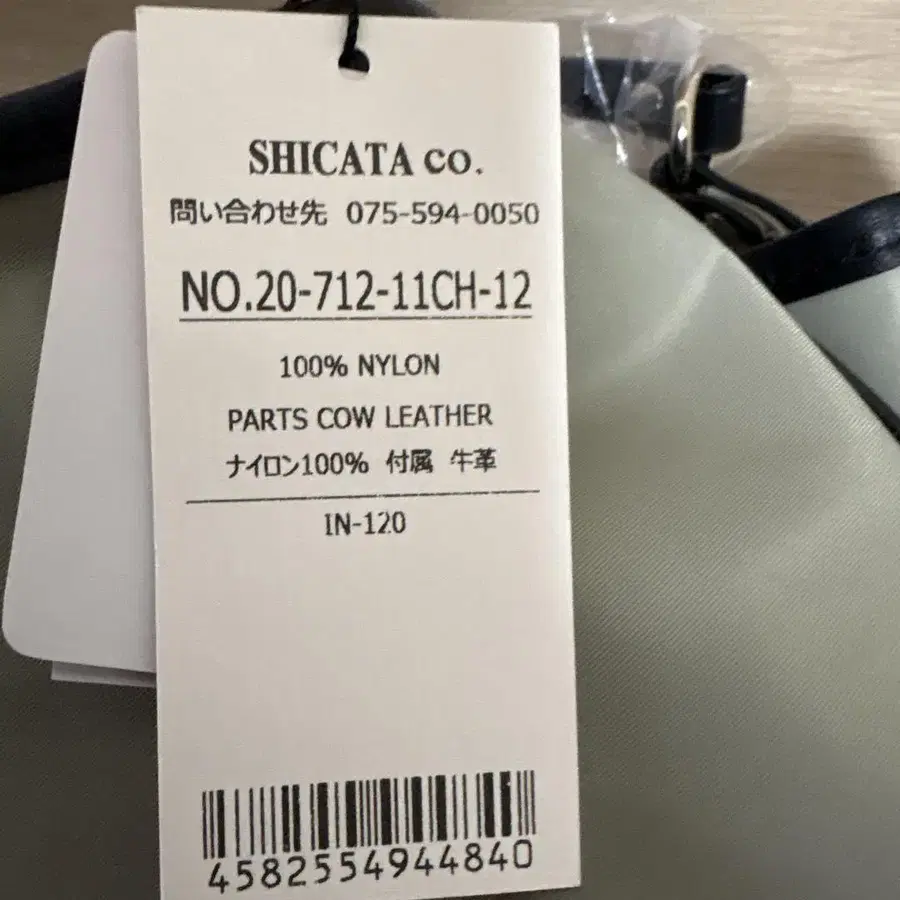 SHICATA CO.
問い合わせ先 075-594-0050
NO.20-712-11CH-12
100% NYLON
PARTS COW LEATHER
ナイロン100% 付属 牛革
IN-120
4582554944840